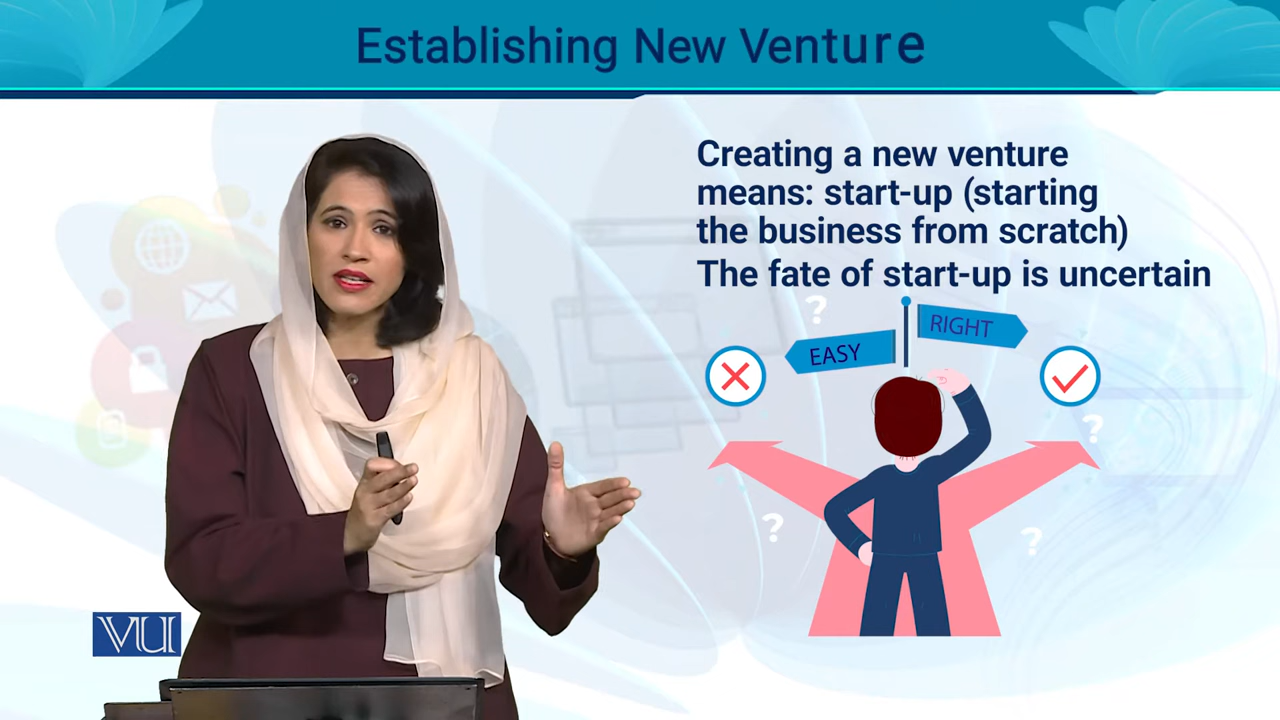 Establishing New Venture
Creating a new venture
means: start-up (starting
the business from scratch)
The fate of start-up is uncertain
?
RIGHT
EASY
?
?
?
VU